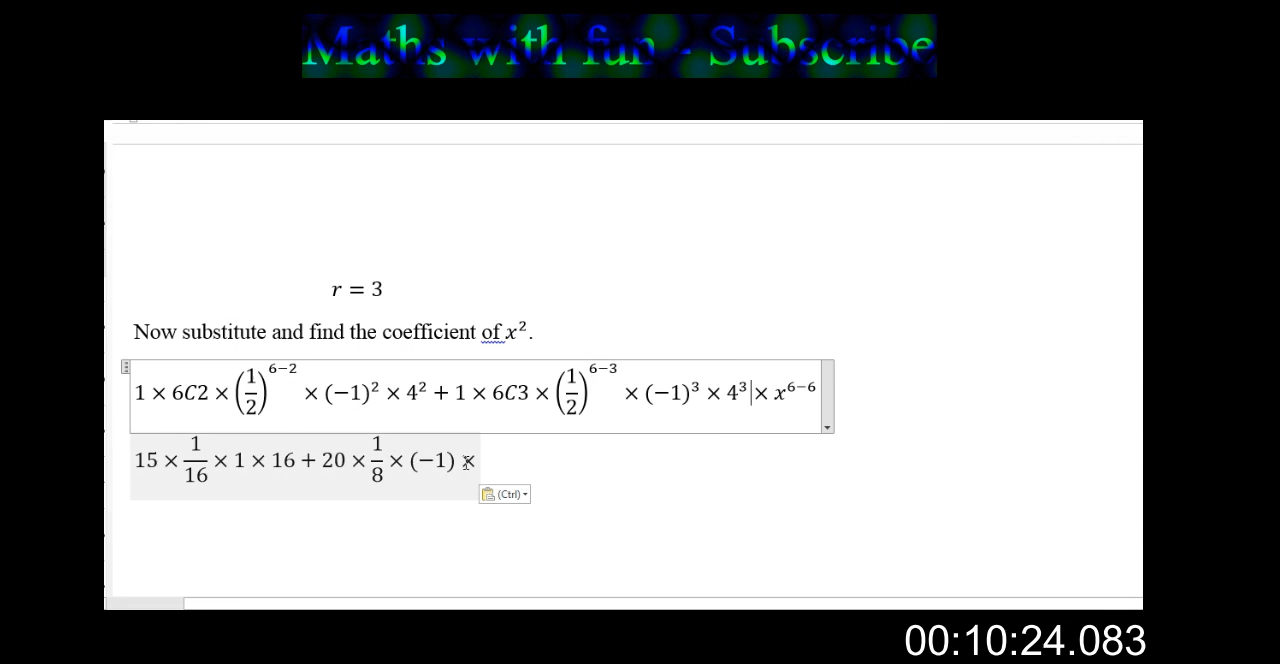 Maths with fun - Subscribe
r = 3
Now substitute and find the coefficient of x².
1 × 6C2 × (1/2)^{6−2} × (−1)² × 4² + 1 × 6C3 × (1/2)^{6−3} × (−1)³ × 4³ × x^{6−6}
15 × 1/16 × 1 × 16 + 20 × 1/8 × (−1) ×
(Ctrl)
00:10:24.083